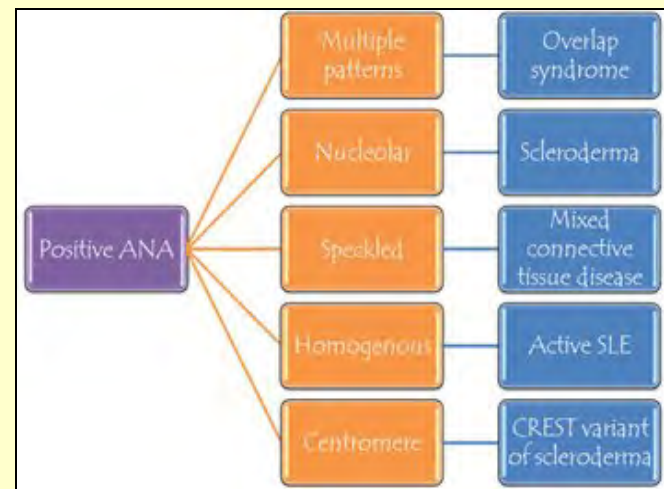 Positive ANA
Multiple
patterns
Overlap
syndrome
Nucleolar
Scleroderma
Speckled
Mixed
connective
tissue disease
Homogenous
Active SLE
Centromere
CREST variant
of scleroderma